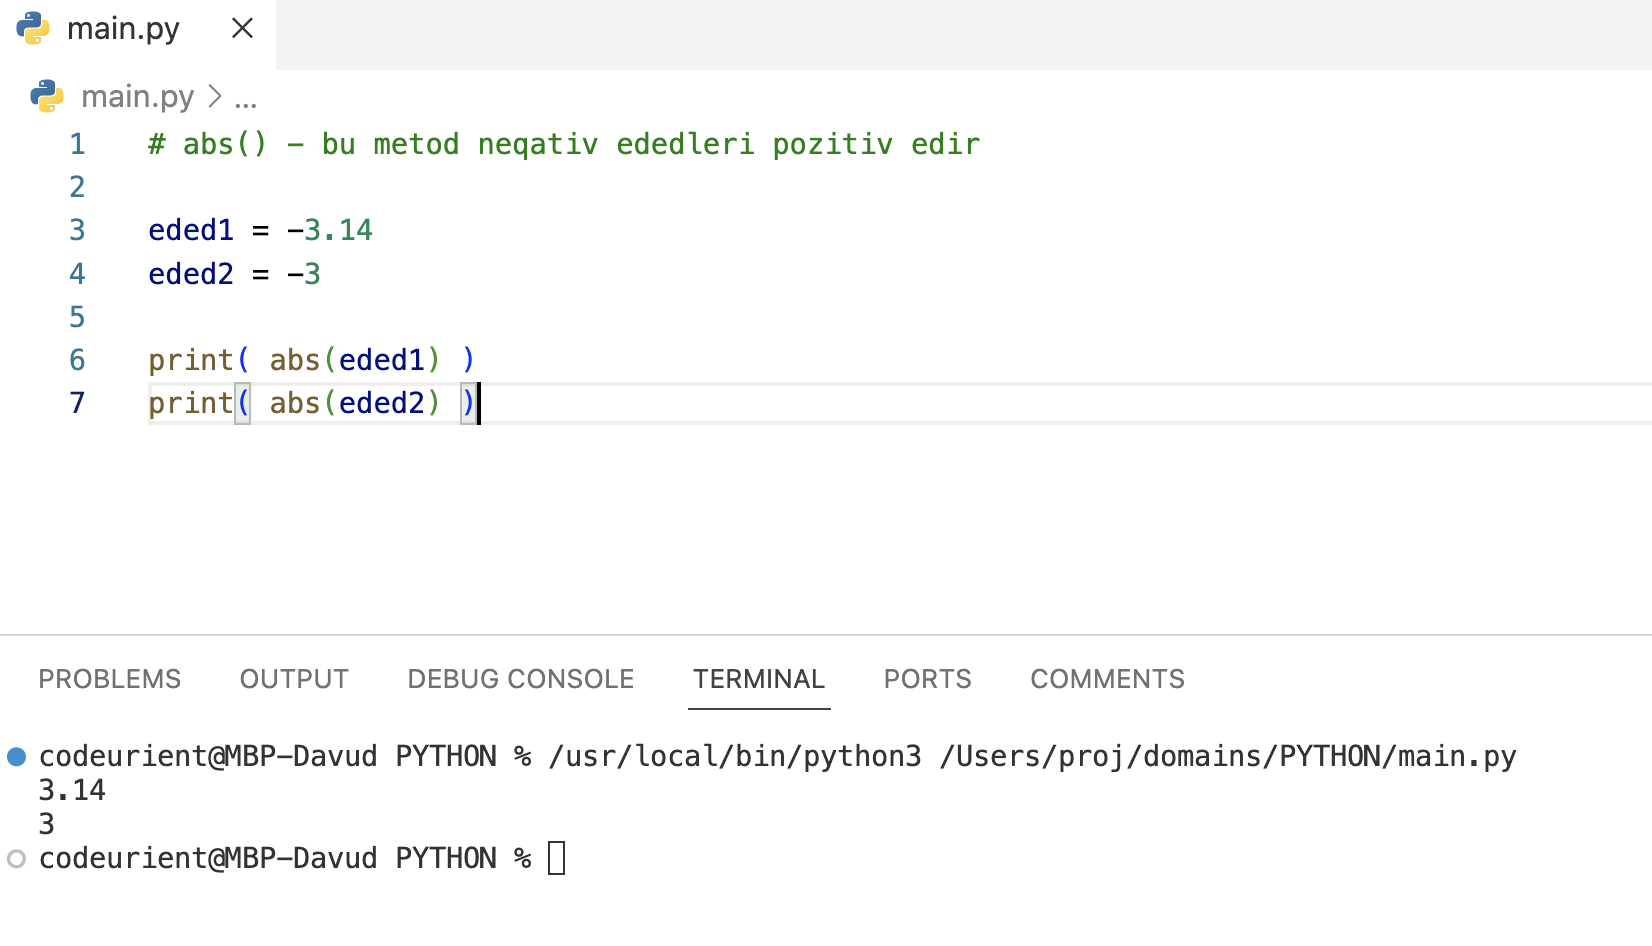 main.py
main.py > ...
1 # abs() - bu metod neqativ ededleri pozitiv edir
2
3 eded1 = -3.14
4 eded2 = -3
5
6 print( abs(eded1) )
7 print( abs(eded2) )
PROBLEMS OUTPUT DEBUG CONSOLE TERMINAL PORTS COMMENTS
codeurient@MBP-Davud PYTHON % /usr/local/bin/python3 /Users/proj/domains/PYTHON/main.py
3.14
3
codeurient@MBP-Davud PYTHON %